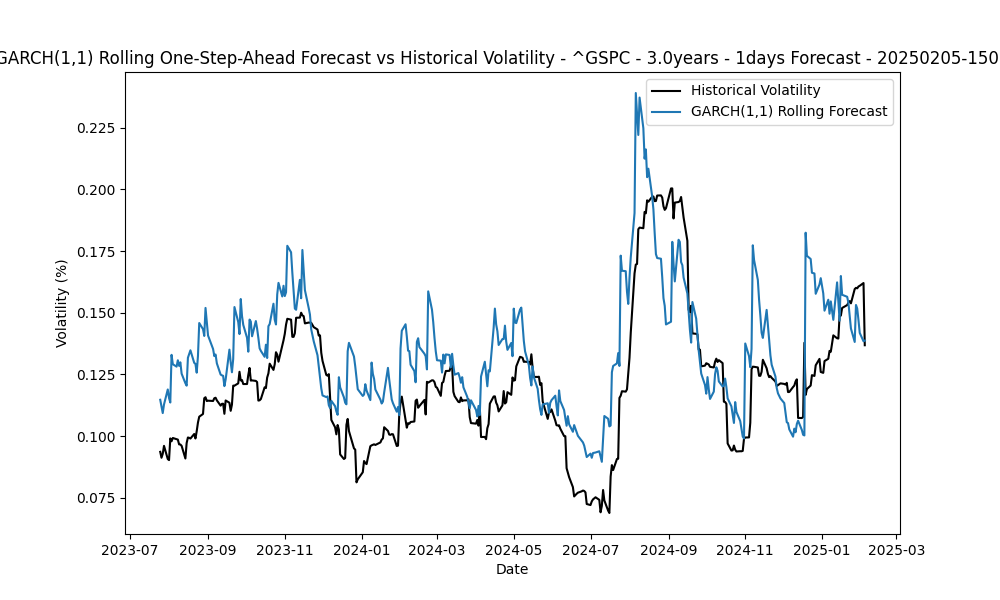 GARCH(1,1) Rolling One-Step-Ahead Forecast vs Historical Volatility - ^GSPC - 3.0years - 1days Forecast - 20250205-150
Historical Volatility
GARCH(1,1) Rolling Forecast
0.225
0.200
0.175
0.150
0.125
0.100
0.075
Volatility (%)
2023-07 2023-09 2023-11 2024-01 2024-03 2024-05 2024-07 2024-09 2024-11 2025-01 2025-03
Date